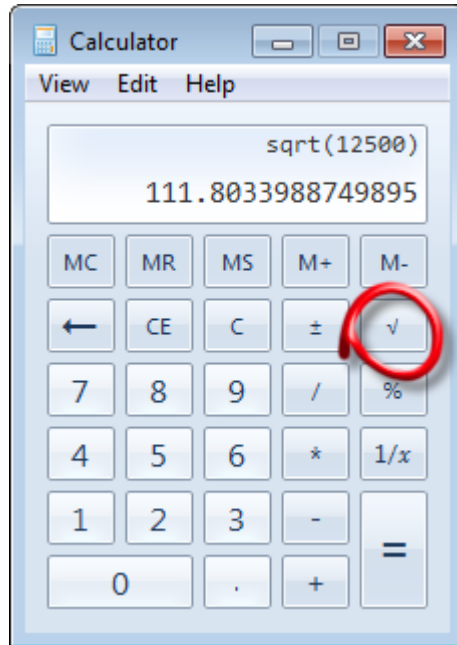 Calculator
View Edit Help
sqrt(12500)
111.8033988749895
MC MR MS M+ M-
← CE C ± √
7 8 9 / %
4 5 6 * 1/x
1 2 3 - =
0 . +